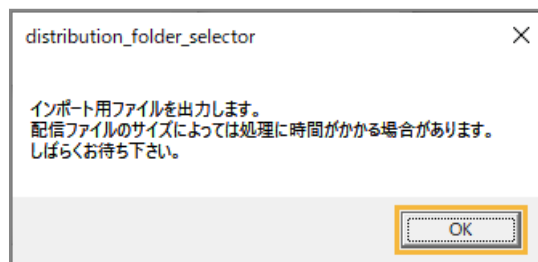 distribution_folder_selector
インポート用ファイルを出力します。
配信ファイルのサイズによっては処理に時間がかかる場合があります。
しばらくお待ち下さい。
OK